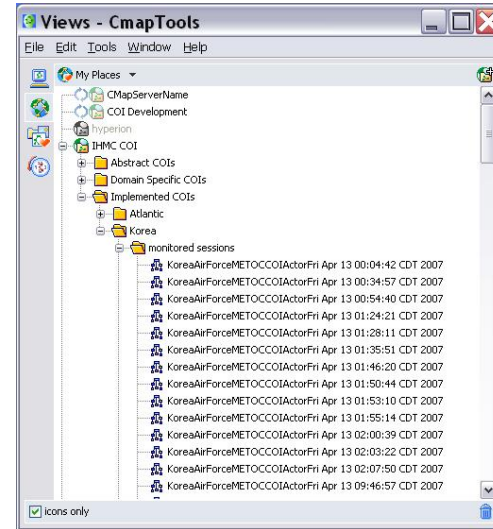 Views - CmapTools
File Edit Tools Window Help
My Places
CMapServerName
COI Development
hyperion
IHMC COI
Abstract COIs
Domain Specific COIs
Implemented COIs
Atlantic
Korea
monitored sessions
KoreaAirForceMETOCCOIActorFri Apr 13 00:04:42 CDT 2007
KoreaAirForceMETOCCOIActorFri Apr 13 00:34:57 CDT 2007
KoreaAirForceMETOCCOIActorFri Apr 13 00:54:40 CDT 2007
KoreaAirForceMETOCCOIActorFri Apr 13 01:24:21 CDT 2007
KoreaAirForceMETOCCOIActorFri Apr 13 01:28:11 CDT 2007
KoreaAirForceMETOCCOIActorFri Apr 13 01:35:51 CDT 2007
KoreaAirForceMETOCCOIActorFri Apr 13 01:46:20 CDT 2007
KoreaAirForceMETOCCOIActorFri Apr 13 01:50:44 CDT 2007
KoreaAirForceMETOCCOIActorFri Apr 13 01:53:10 CDT 2007
KoreaAirForceMETOCCOIActorFri Apr 13 01:55:14 CDT 2007
KoreaAirForceMETOCCOIActorFri Apr 13 02:00:39 CDT 2007
KoreaAirForceMETOCCOIActorFri Apr 13 02:03:22 CDT 2007
KoreaAirForceMETOCCOIActorFri Apr 13 02:07:50 CDT 2007
KoreaAirForceMETOCCOIActorFri Apr 13 09:46:57 CDT 2007
icons only